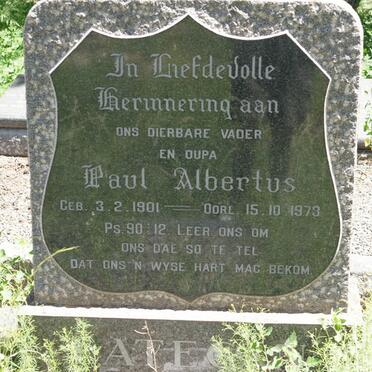 In Liefdevolle
Herinnering aan
ONS DIERBARE VADER
EN OUPA
Paul Albertus
GEB. 3.2.1901 — OORL. 15.10.1973
PS. 90:12. LEER ONS OM
ONS DAE SO TE TEL
DAT ONS 'N WYSE HART MAG BEKOM